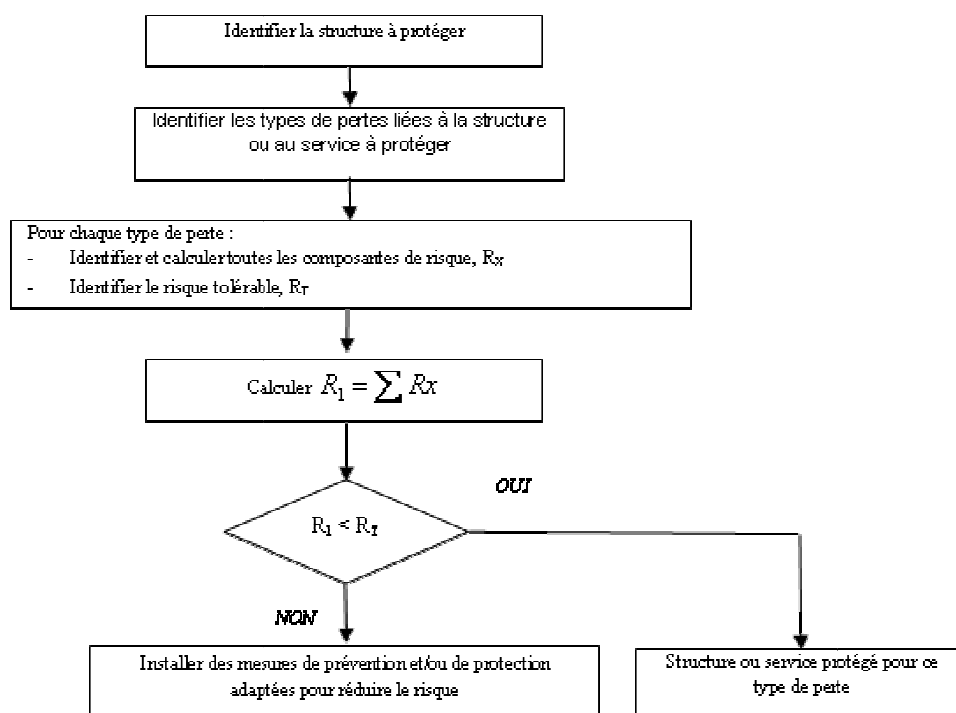 Identifier la structure à protéger
Identifier les types de pertes liées à la structure
ou au service à protéger
Pour chaque type de perte :
- Identifier et calculer toutes les composantes de risque, RX
- Identifier le risque tolérable, RT
Calculer R1 = ∑ Rx
OUI
R1 < RT
NON
Installer des mesures de prévention et/ou de protection
adaptées pour réduire le risque
Structure ou service protégé pour ce
type de perte